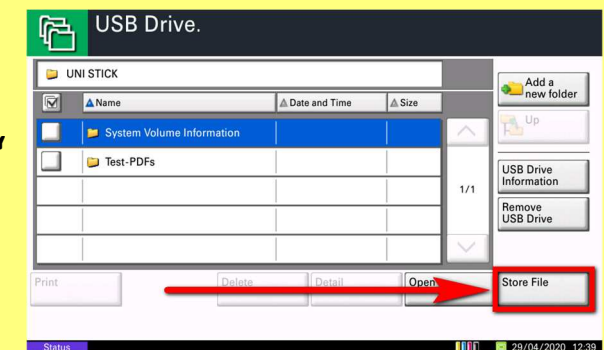 USB Drive.
UNI STICK
Add a
new folder
Name
Date and Time
Size
Up
System Volume Information
Test-PDFs
1/1
USB Drive
Information
Remove
USB Drive
Print
Delete
Detail
Open
Store File
Status
29/04/2020 12:39